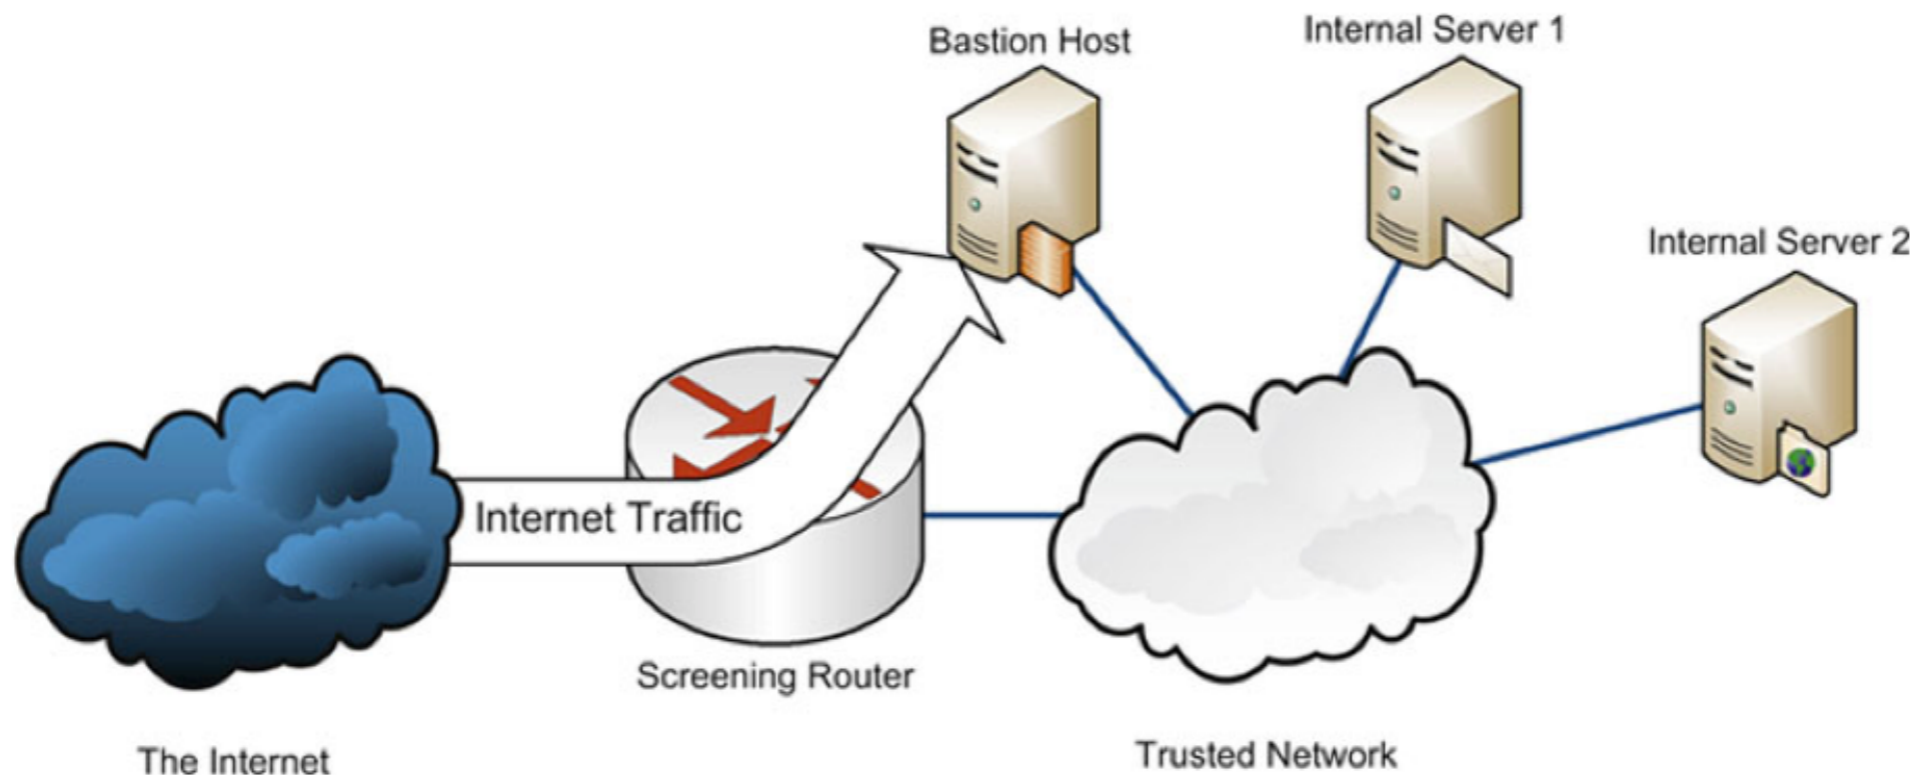 Bastion Host
Internal Server 1
Internal Server 2
Internet Traffic
Screening Router
The Internet
Trusted Network